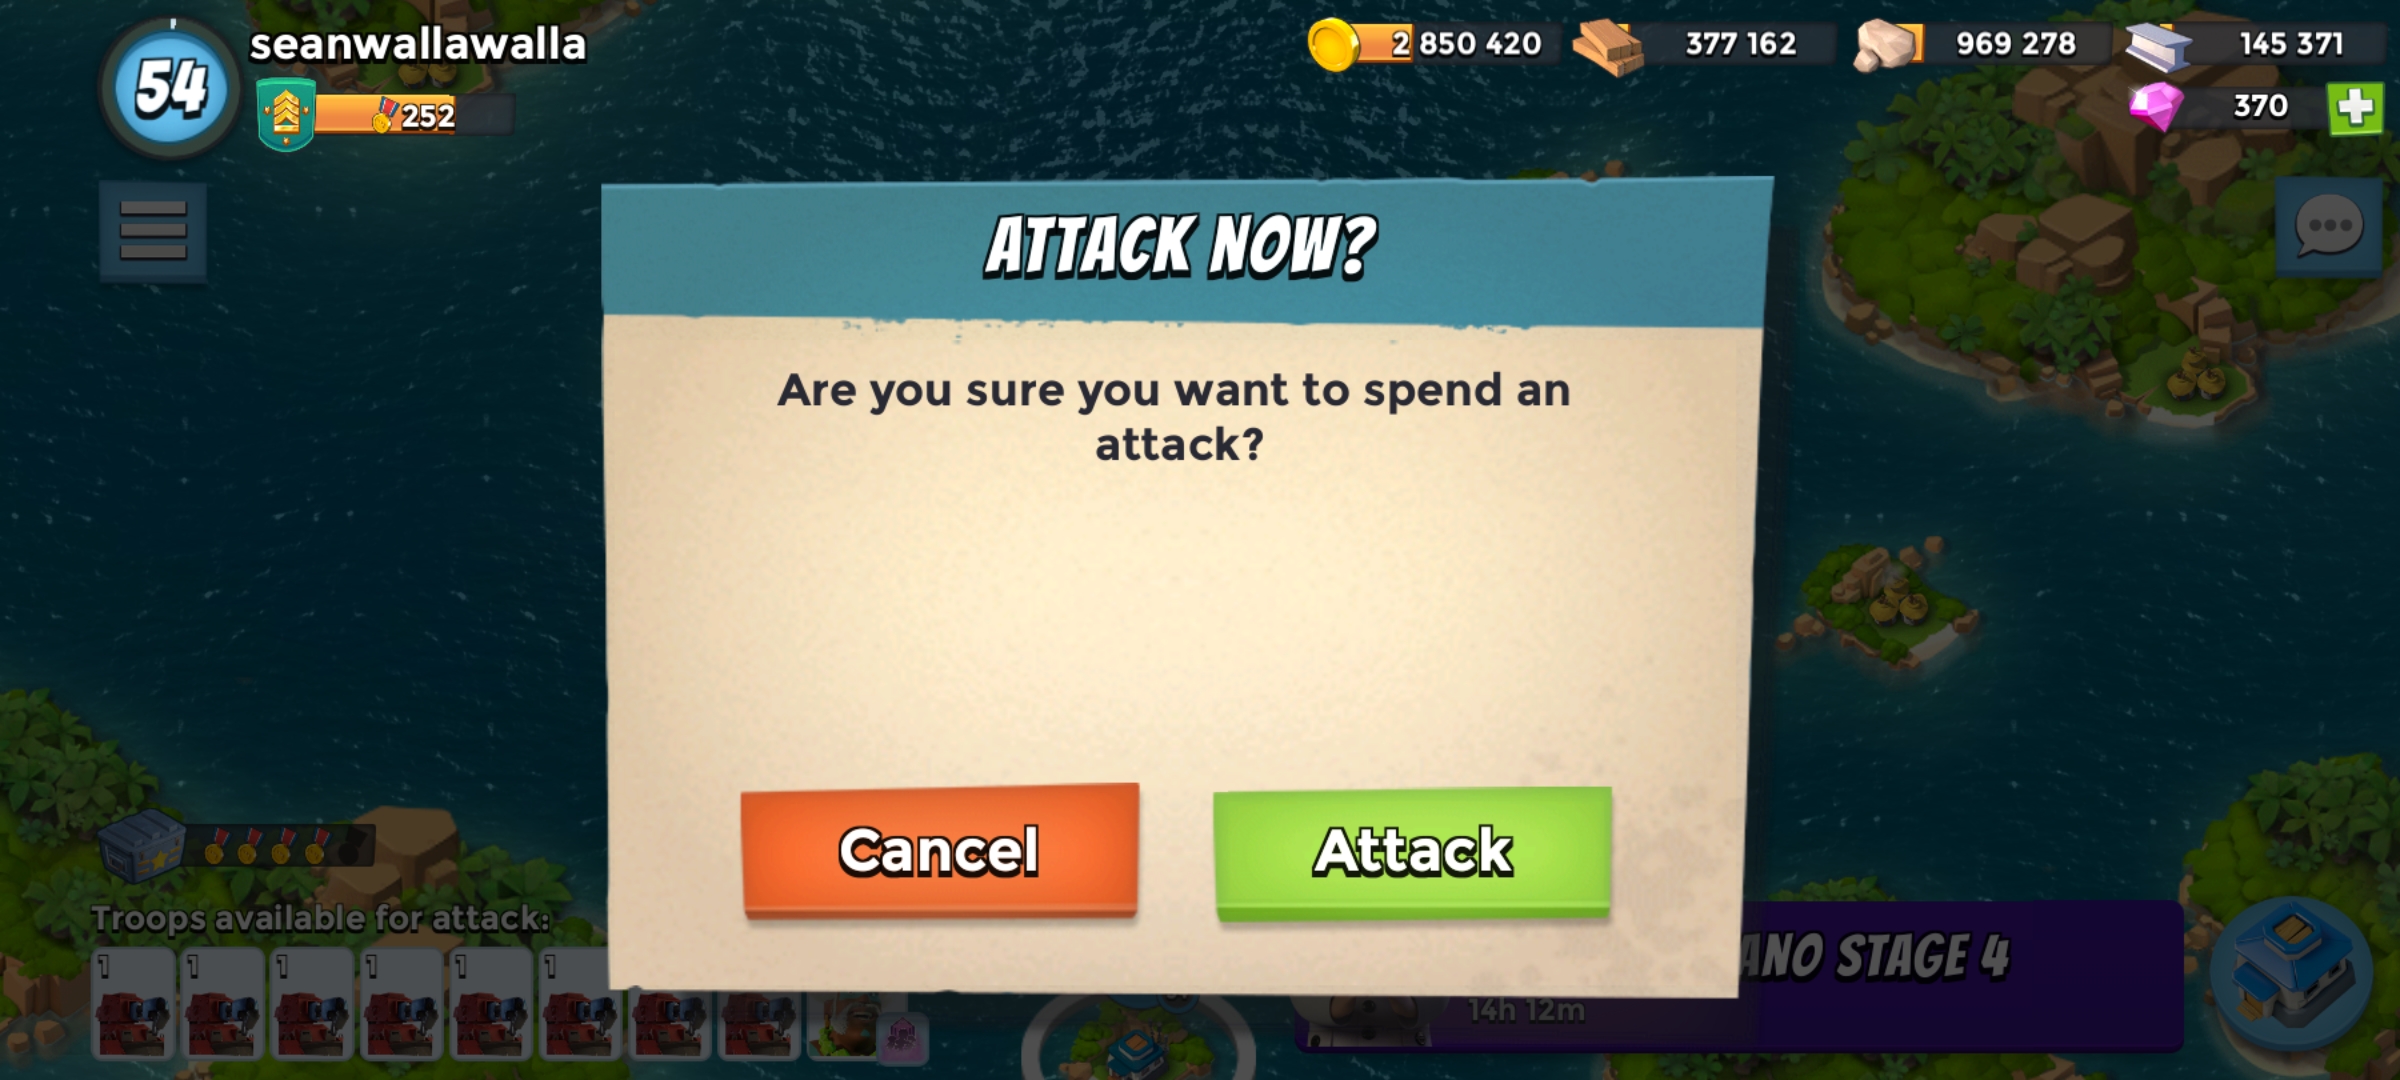 54
seanwallawalla
252
2 850 420
377 162
969 278
145 371
370
ATTACK NOW?
Are you sure you want to spend an
attack?
Cancel
Attack
Troops available for attack:
1
1
1
1
1
1
STAGE 4
14h 12m